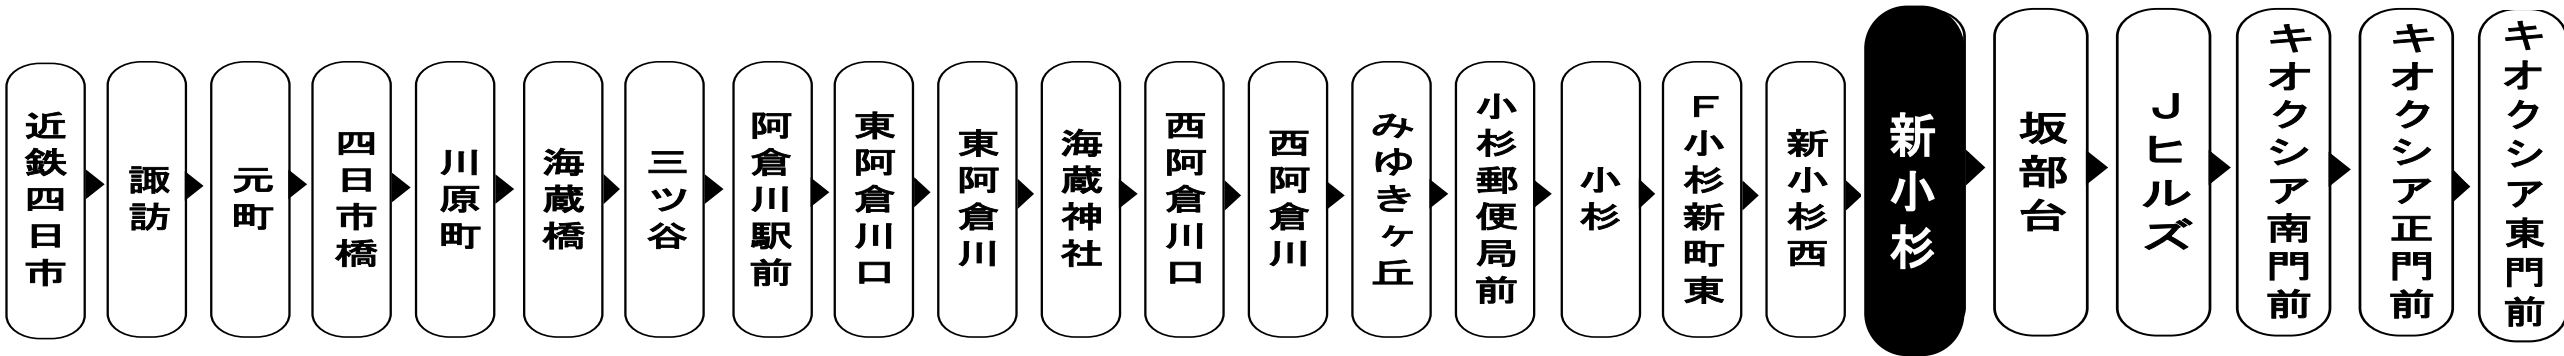 近鉄四日市
諏訪
元町
四日市橋
川原町
海蔵橋
三ツ谷
阿倉川駅前
東阿倉川口
東阿倉川
海蔵神社
西阿倉川口
西阿倉川
みゆきヶ丘
小杉郵便局前
小杉
F小杉新町東
新小杉西
新小杉
坂部台
Jヒルズ
キオクシア南門前
キオクシア正門前
キオクシア東門前